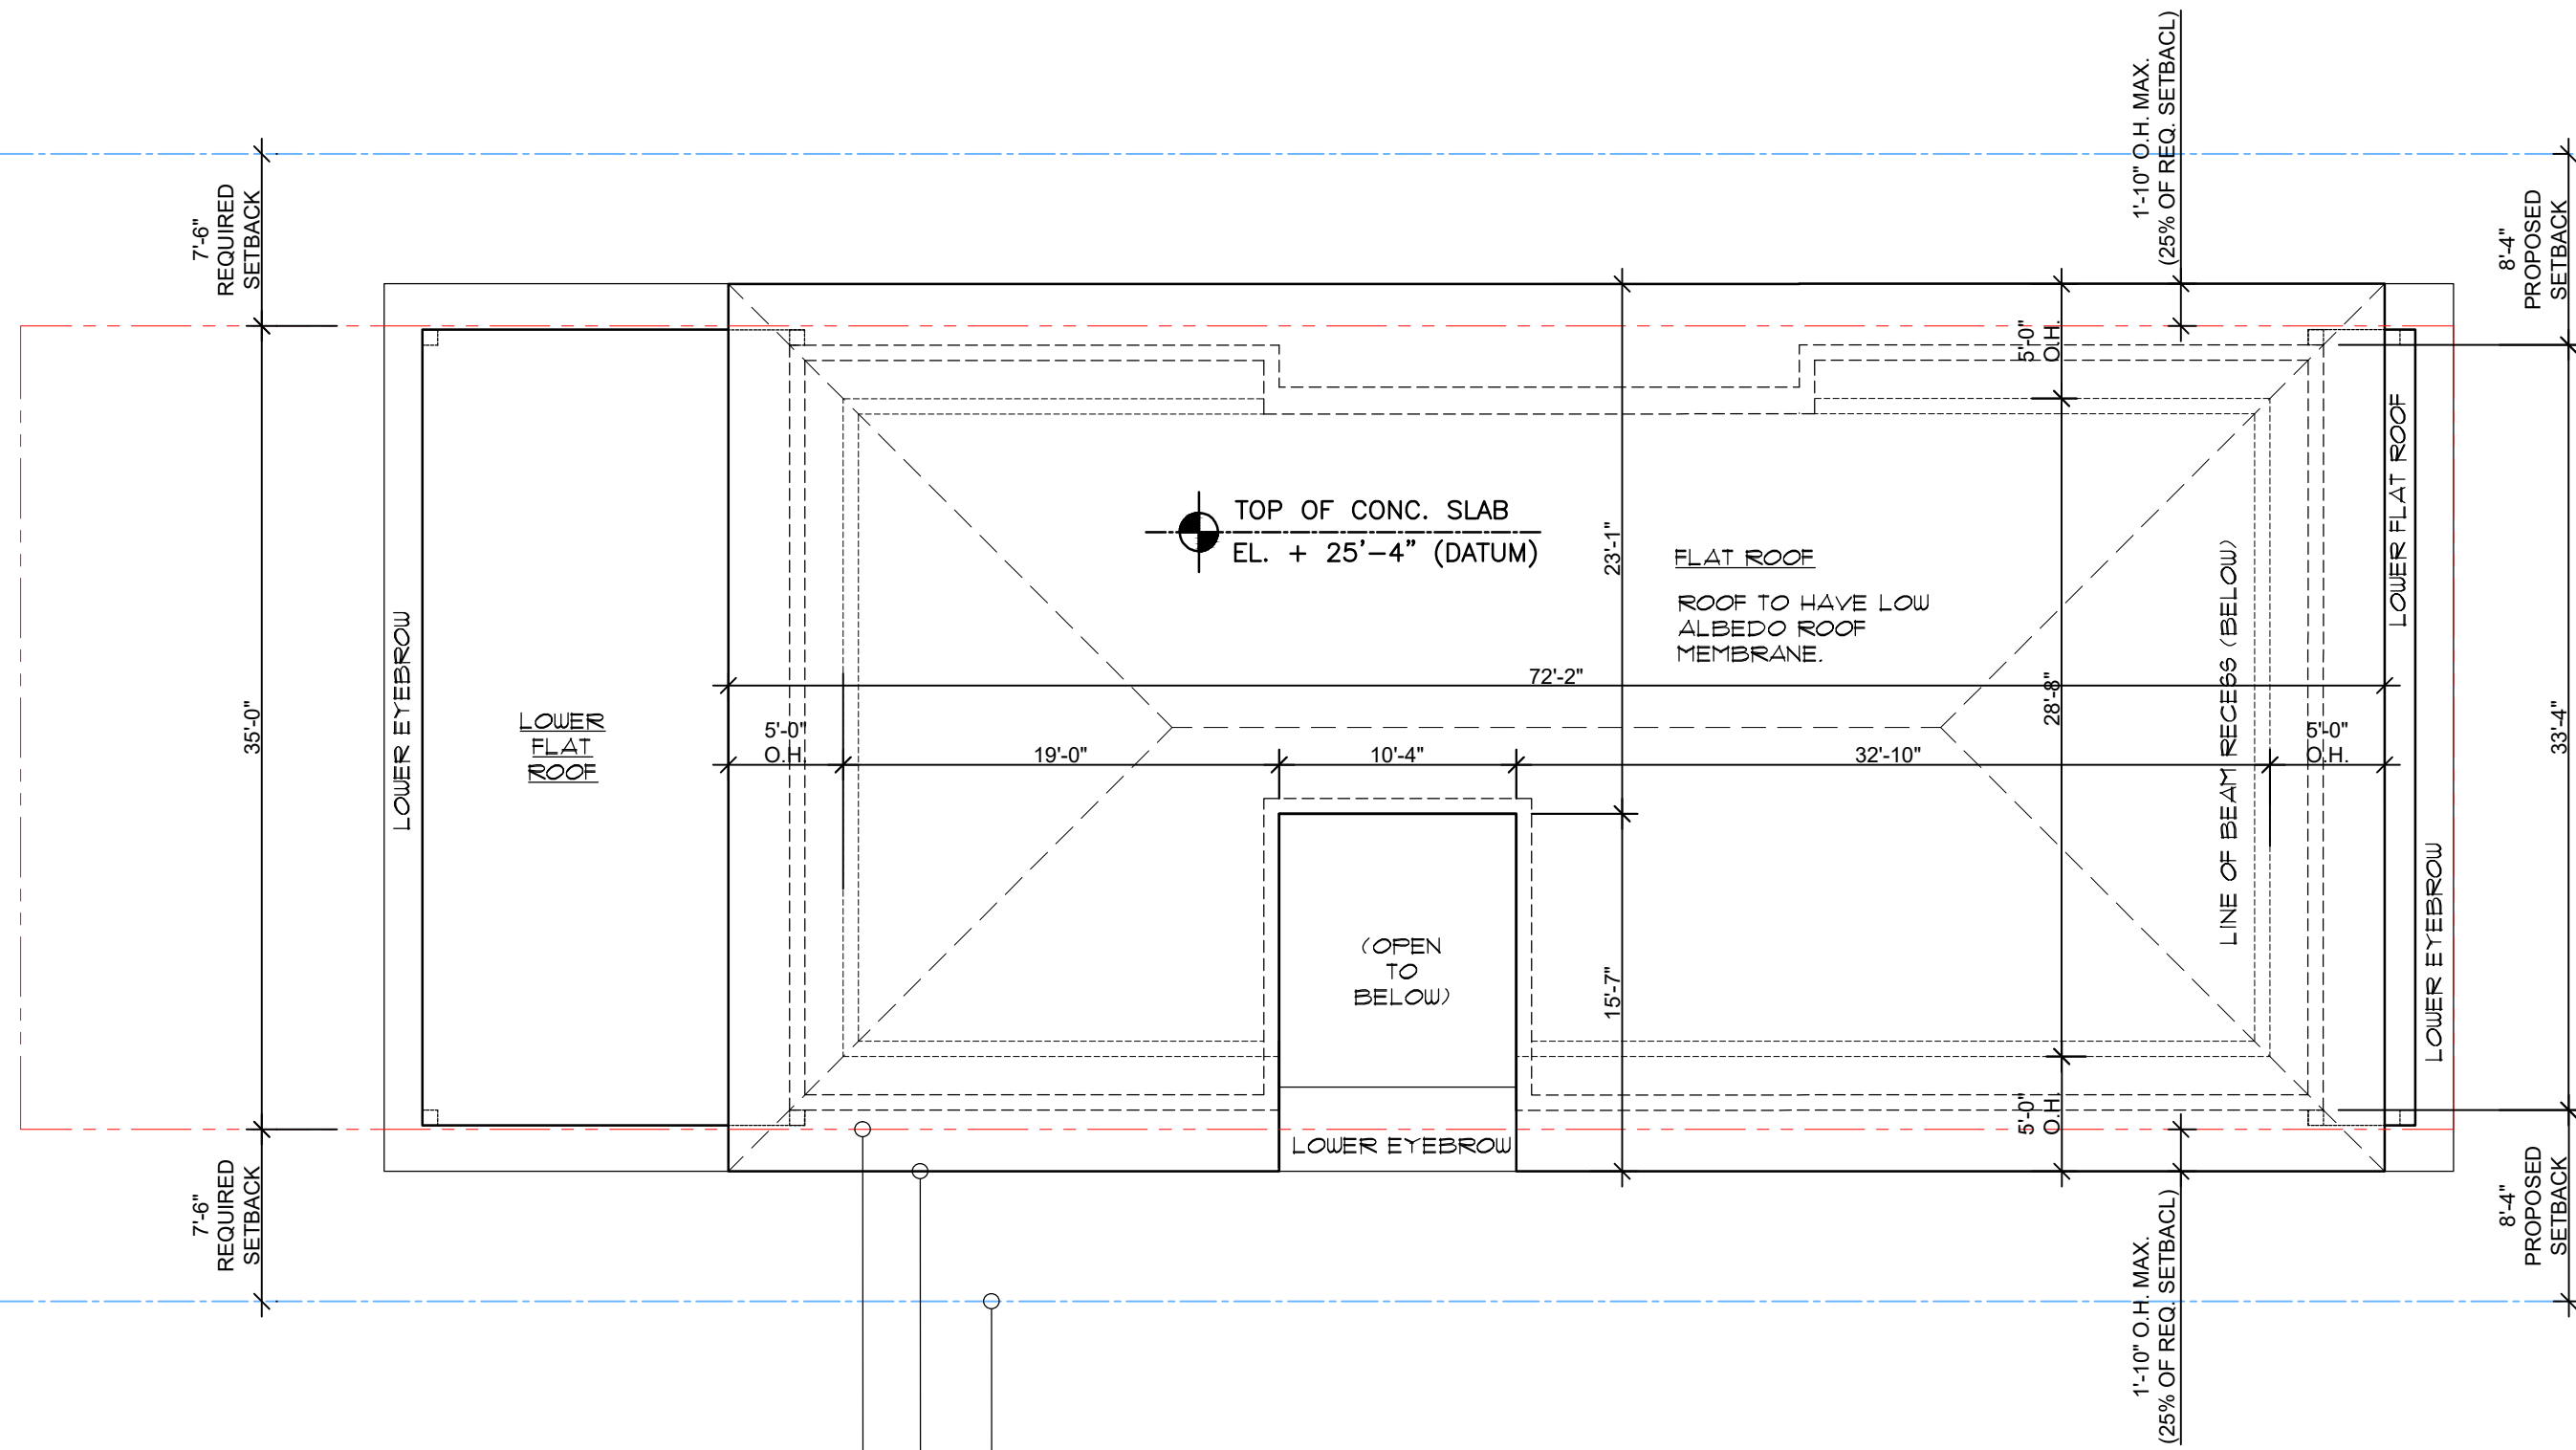 1'-10" O.H. MAX.
(25% OF REQ. SETBACL)
7'-6"
REQUIRED
SETBACK
8'-4"
PROPOSED
SETBACK
5'-0"
O.H.
TOP OF CONC. SLAB
EL. + 25'-4" (DATUM)
23'-1"
FLAT ROOF
ROOF TO HAVE LOW
ALBEDO ROOF
MEMBRANE.
LINE OF BEAM RECESS (BELOW)
LOWER FLAT ROOF
LOWER EYEBROW
35'-0"
LOWER
FLAT
ROOF
72'-2"
28'-8"
33'-4"
5'-0"
O.H.
19'-0"
10'-4"
32'-10"
5'-0"
O.H.
LOWER EYEBROW
(OPEN
TO
BELOW)
15'-7"
5'-0"
O.H.
LOWER EYEBROW
7'-6"
REQUIRED
SETBACK
8'-4"
PROPOSED
SETBACK
1'-10" O.H. MAX.
(25% OF REQ. SETBACL)